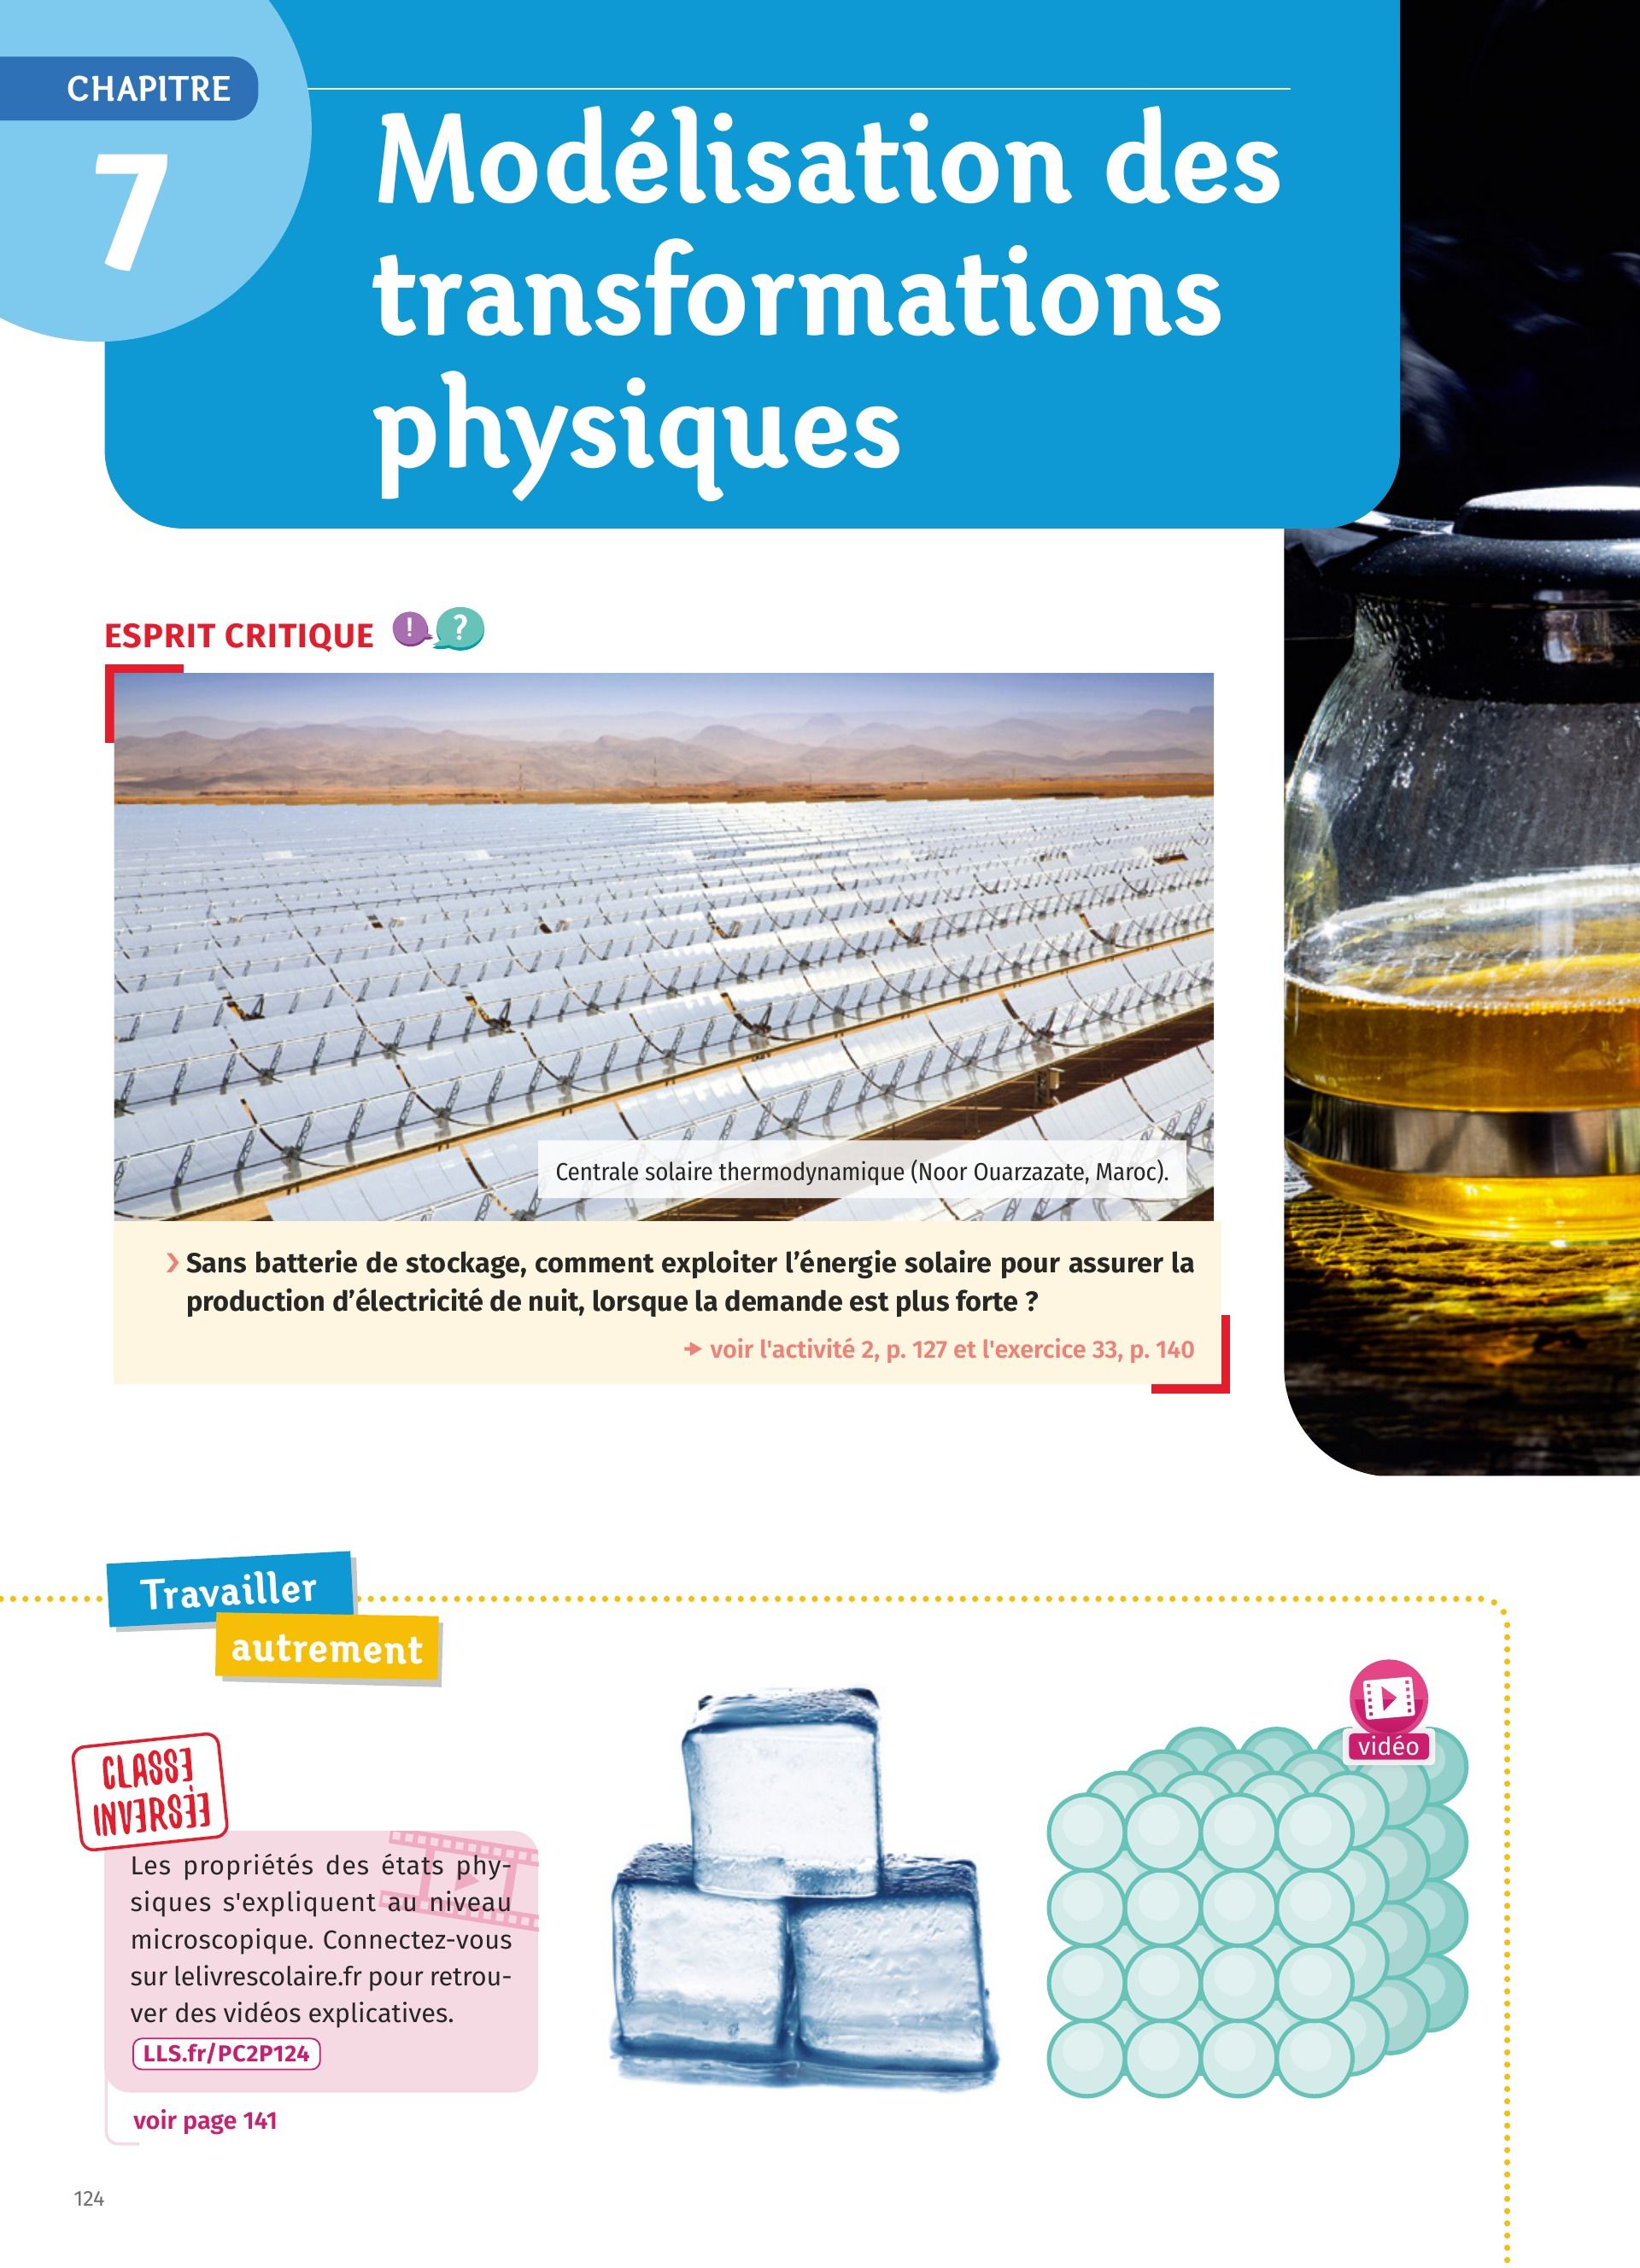 CHAPITRE
7
Modélisation des
transformations
physiques
ESPRIT CRITIQUE ! ?
Centrale solaire thermodynamique (Noor Ouarzazate, Maroc).
› Sans batterie de stockage, comment exploiter l’énergie solaire pour assurer la
production d’électricité de nuit, lorsque la demande est plus forte ?
➔ voir l'activité 2, p. 127 et l'exercice 33, p. 140
Travailler
autrement
CLASSE
INVERSÉE
Les propriétés des états phy-
siques s'expliquent au niveau
microscopique. Connectez-vous
sur lelivrescolaire.fr pour retrou-
ver des vidéos explicatives.
LLS.fr/PC2P124
voir page 141
vidéo
124